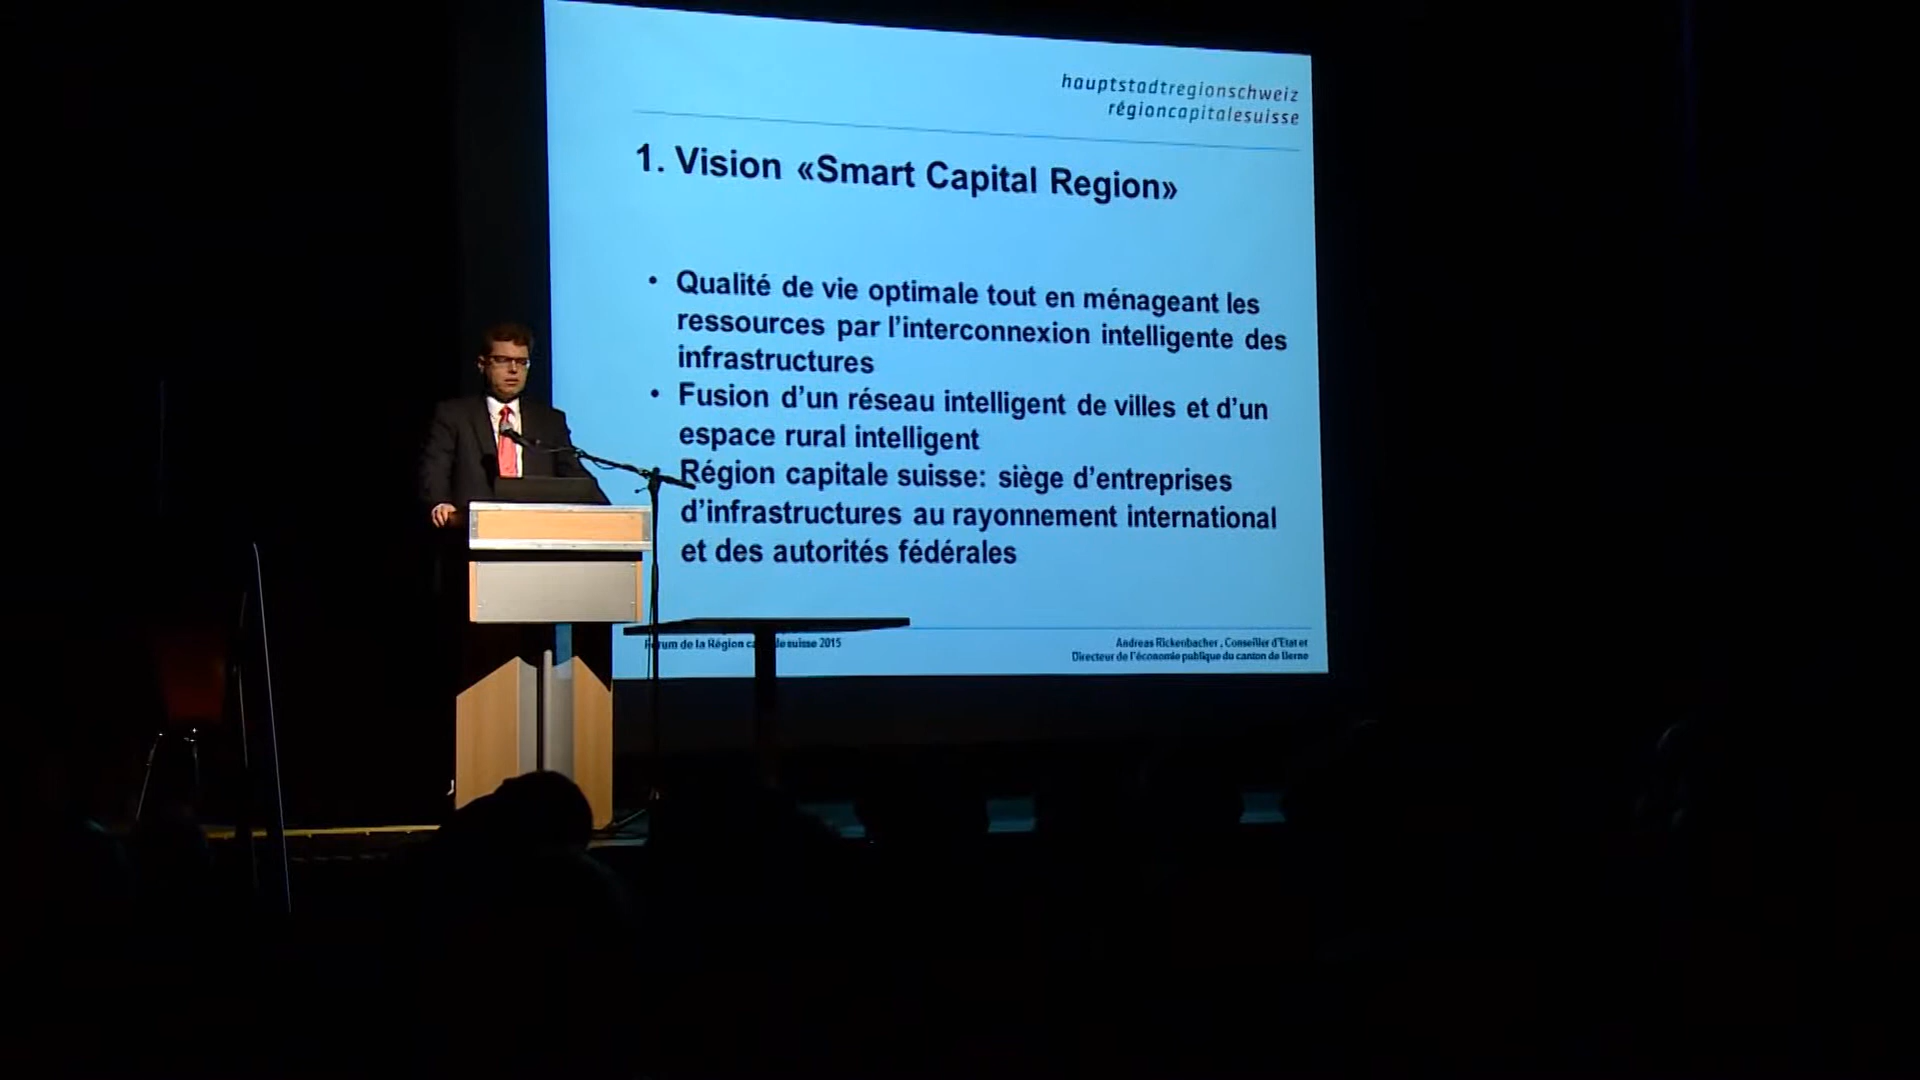 hauptstadtregionschweiz
régioncapitalesuisse
1. Vision «Smart Capital Region»
• Qualité de vie optimale tout en ménageant les
ressources par l'interconnexion intelligente des
infrastructures
• Fusion d'un réseau intelligent de villes et d'un
espace rural intelligent
Région capitale suisse: siège d'entreprises
d'infrastructures au rayonnement international
et des autorités fédérales
de la Région suisse 2015
Andreas Rickenbacher, Conseiller d'Etat et
Directeur de l'économie publique du canton de Berne